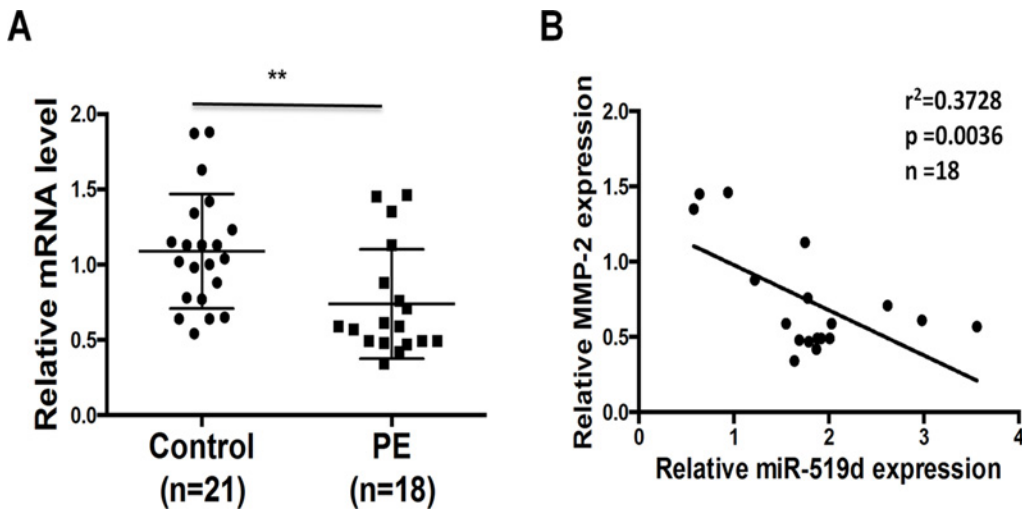 A
**
Relative mRNA level
2.0
1.5
1.0
0.5
0.0
Control
(n=21)
PE
(n=18)
B
Relative MMP-2 expression
2.0
1.5
1.0
0.5
0.0
r²=0.3728
p =0.0036
n =18
0 1 2 3 4
Relative miR-519d expression